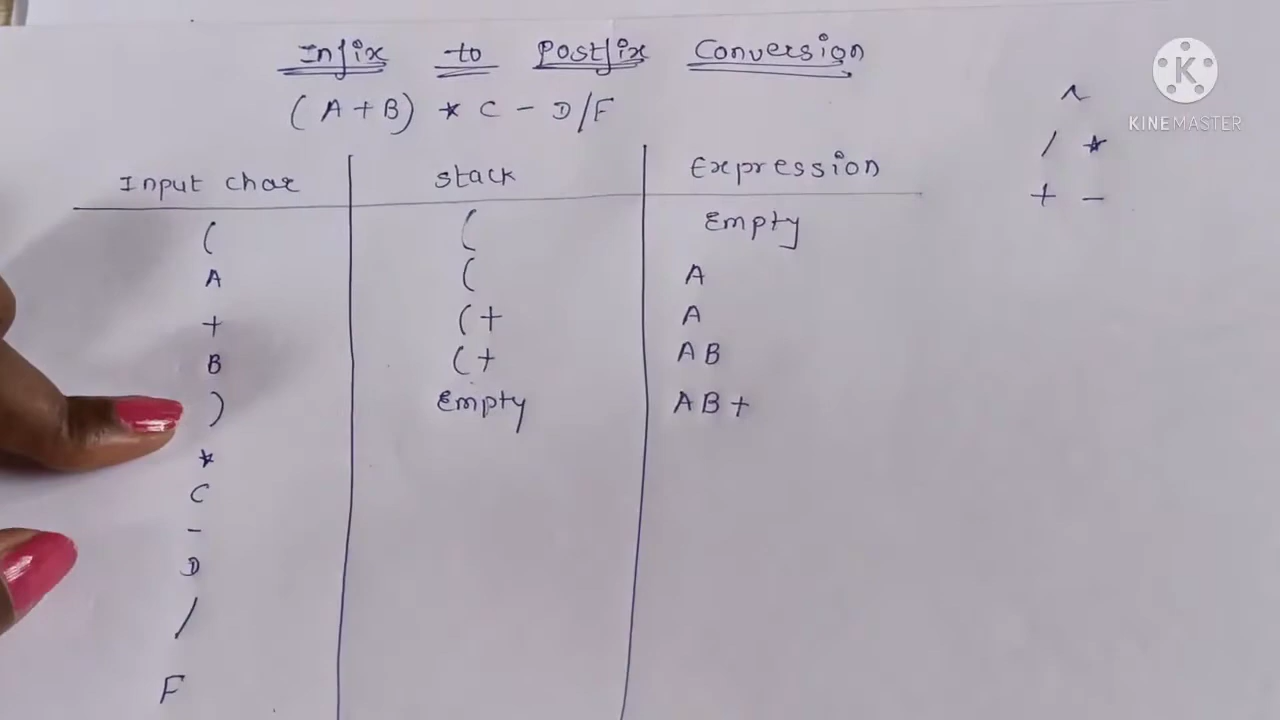 Infix to Postfix Conversion
(A+B) * C - D/F
^
/ *
+ -
K
KINEMASTER
Input char Stack Expression
( ( Empty
A ( A
+ (+ A
B (+ AB
) Empty AB+
*
C
-
D
/
F